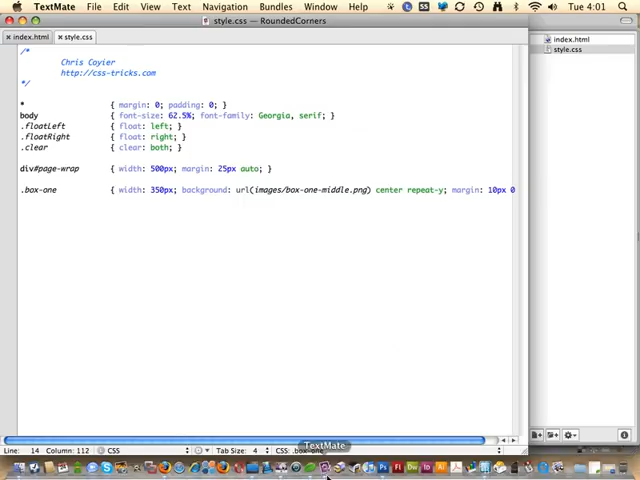 TextMate File Edit View Text Navigation Bundles Window Help Tue 4:01
style.css — RoundedCorners
index.html style.css
index.html
style.css
/*
Chris Coyier
http://css-tricks.com
*/
* { margin: 0; padding: 0; }
body { font-size: 62.5%; font-family: Georgia, serif; }
.floatLeft { float: left; }
.floatRight { float: right; }
.clear { clear: both; }
div#page-wrap { width: 500px; margin: 25px auto; }
.box-one { width: 350px; background: url(images/box-one-middle.png) center repeat-y; margin: 10px 0
TextMate
Line: 14 Column: 112 CSS Tab Size: 4 CSS: .box-one